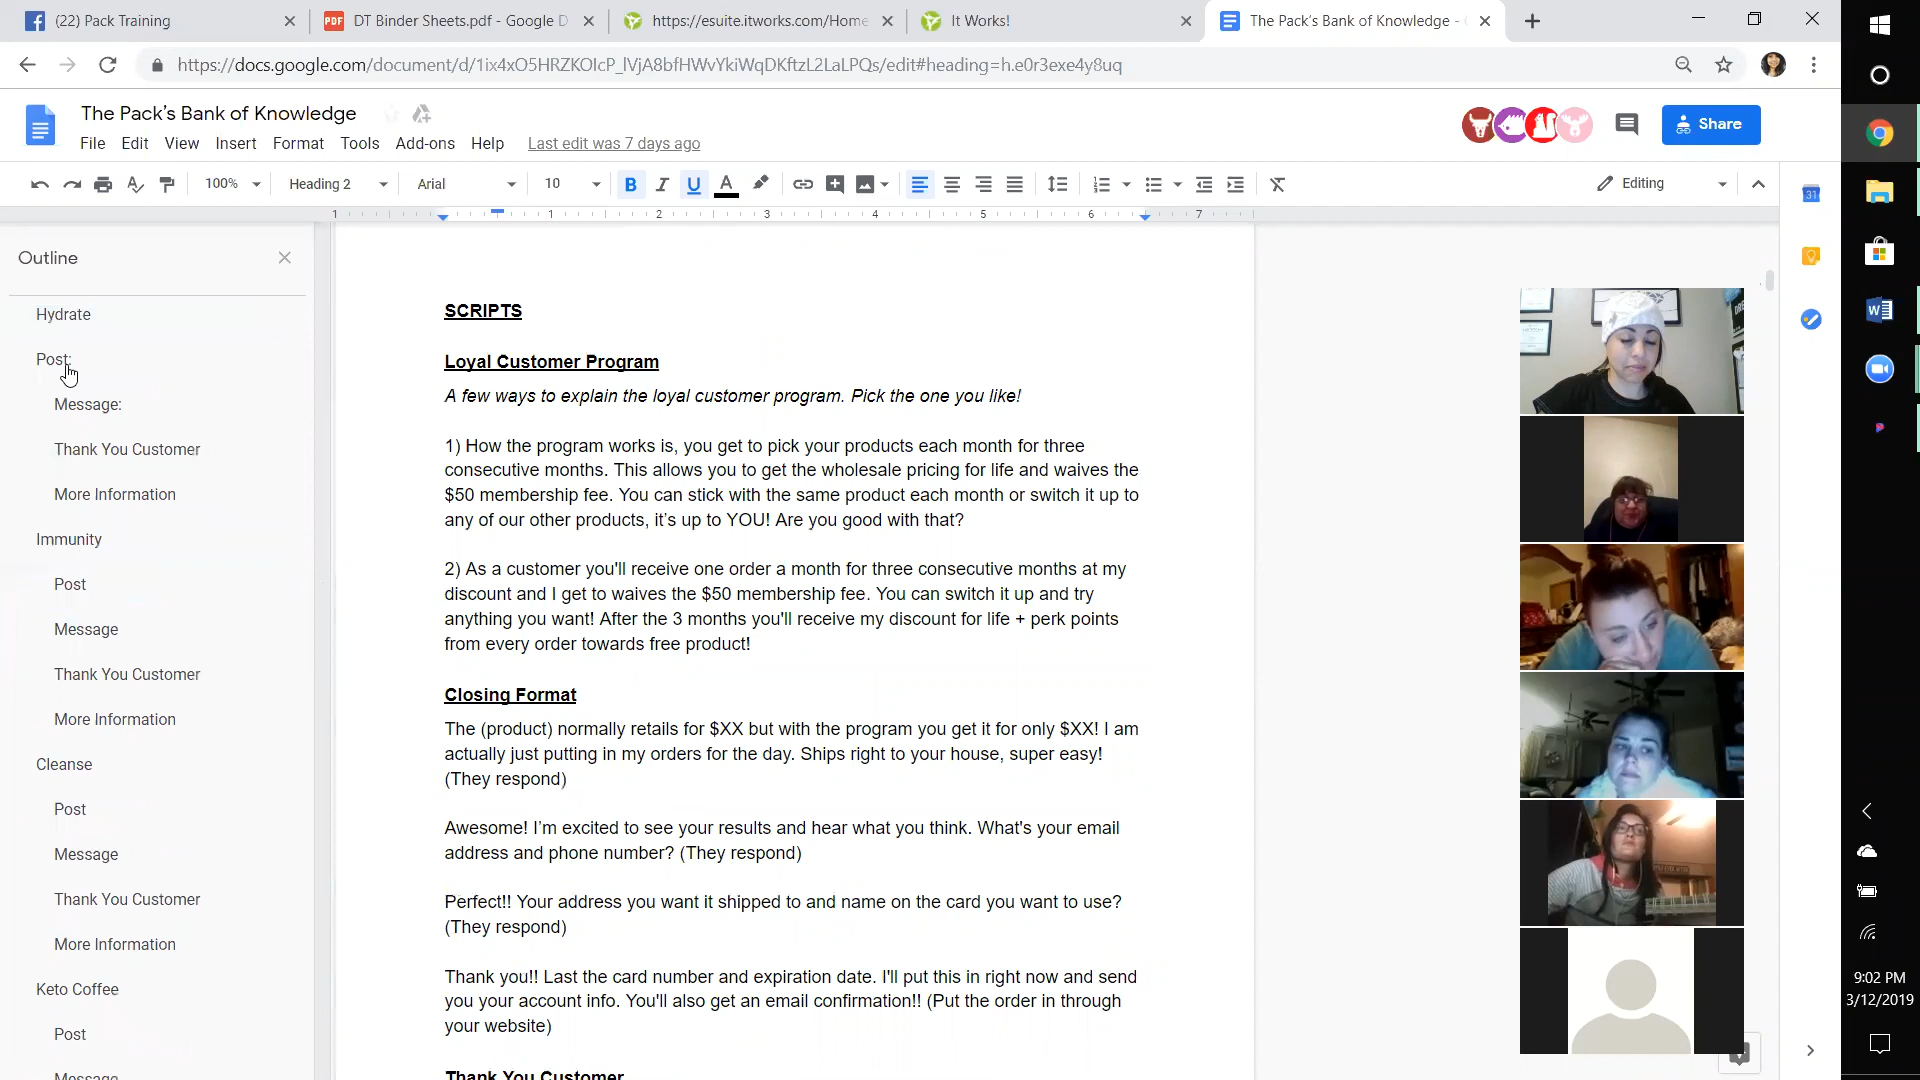 (22) Pack Training
PDF DT Binder Sheets.pdf - Google D
https://esuite.itworks.com/Home
It Works!
The Pack's Bank of Knowledge -
https://docs.google.com/document/d/1ix4xO5HRZKOIcP_lVjA8bfHWvYkiWqDKftzL2LaLPQs/edit#heading=h.e0r3exe4y8uq
The Pack's Bank of Knowledge
File Edit View Insert Format Tools Add-ons Help Last edit was 7 days ago
Share
100% Heading 2 Arial 10 B I U A Editing
1 1 2 3 4 5 6 7
31
Outline
Hydrate
Post:
Message:
Thank You Customer
More Information
Immunity
Post
Message
Thank You Customer
More Information
Cleanse
Post
Message
Thank You Customer
More Information
Keto Coffee
Post
Message
SCRIPTS
Loyal Customer Program
A few ways to explain the loyal customer program. Pick the one you like!
1) How the program works is, you get to pick your products each month for three
consecutive months. This allows you to get the wholesale pricing for life and waives the
$50 membership fee. You can stick with the same product each month or switch it up to
any of our other products, it's up to YOU! Are you good with that?
2) As a customer you'll receive one order a month for three consecutive months at my
discount and I get to waives the $50 membership fee. You can switch it up and try
anything you want! After the 3 months you'll receive my discount for life + perk points
from every order towards free product!
Closing Format
The (product) normally retails for $XX but with the program you get it for only $XX! I am
actually just putting in my orders for the day. Ships right to your house, super easy!
(They respond)
Awesome! I'm excited to see your results and hear what you think. What's your email
address and phone number? (They respond)
Perfect!! Your address you want it shipped to and name on the card you want to use?
(They respond)
Thank you!! Last the card number and expiration date. I'll put this in right now and send
you your account info. You'll also get an email confirmation!! (Put the order in through
your website)
Thank You Customer
9:02 PM
3/12/2019